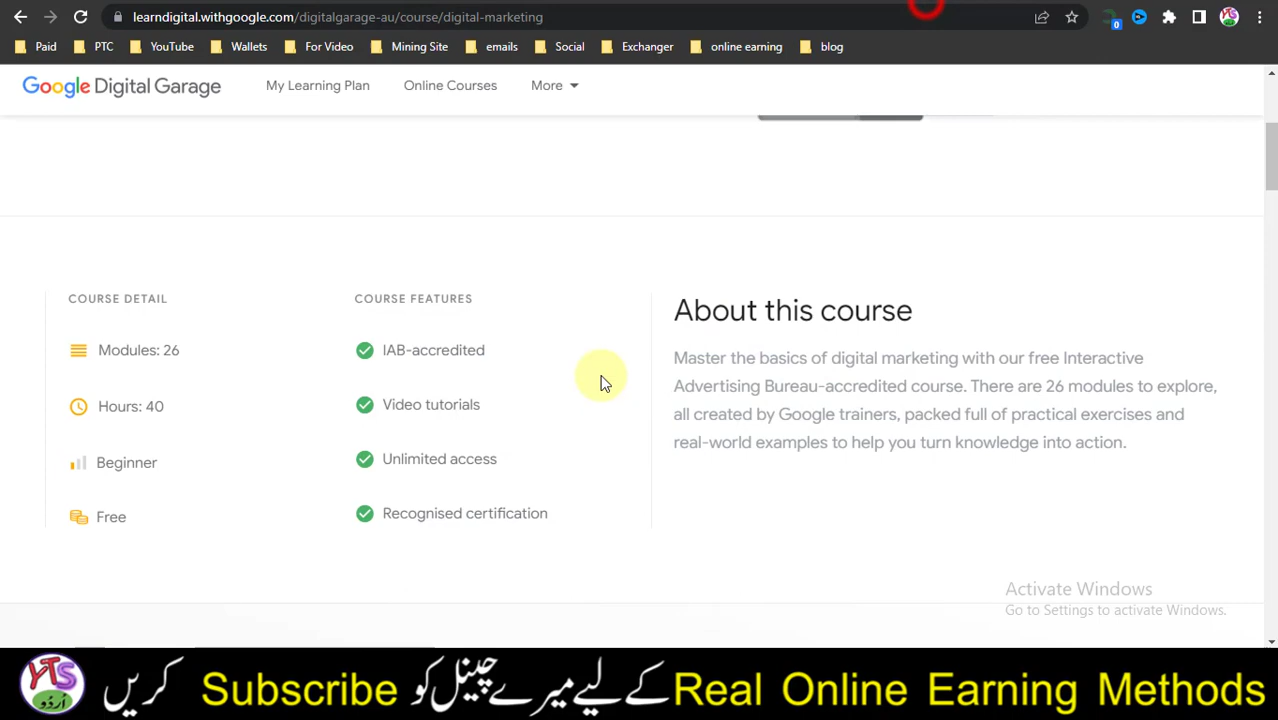 learndigital.withgoogle.com/digitalgarage-au/course/digital-marketing
0
Paid PTC YouTube Wallets For Video Mining Site emails Social Exchanger online earning blog
Google Digital Garage My Learning Plan Online Courses More
COURSE DETAIL
Modules: 26
Hours: 40
Beginner
Free
COURSE FEATURES
IAB-accredited
Video tutorials
Unlimited access
Recognised certification
About this course
Master the basics of digital marketing with our free Interactive
Advertising Bureau-accredited course. There are 26 modules to explore,
all created by Google trainers, packed full of practical exercises and
real-world examples to help you turn knowledge into action.
Activate Windows
Go to Settings to activate Windows.
YTS
اردو
Real Online Earning Methods کے لیے میرے چینل کو Subscribe کریں